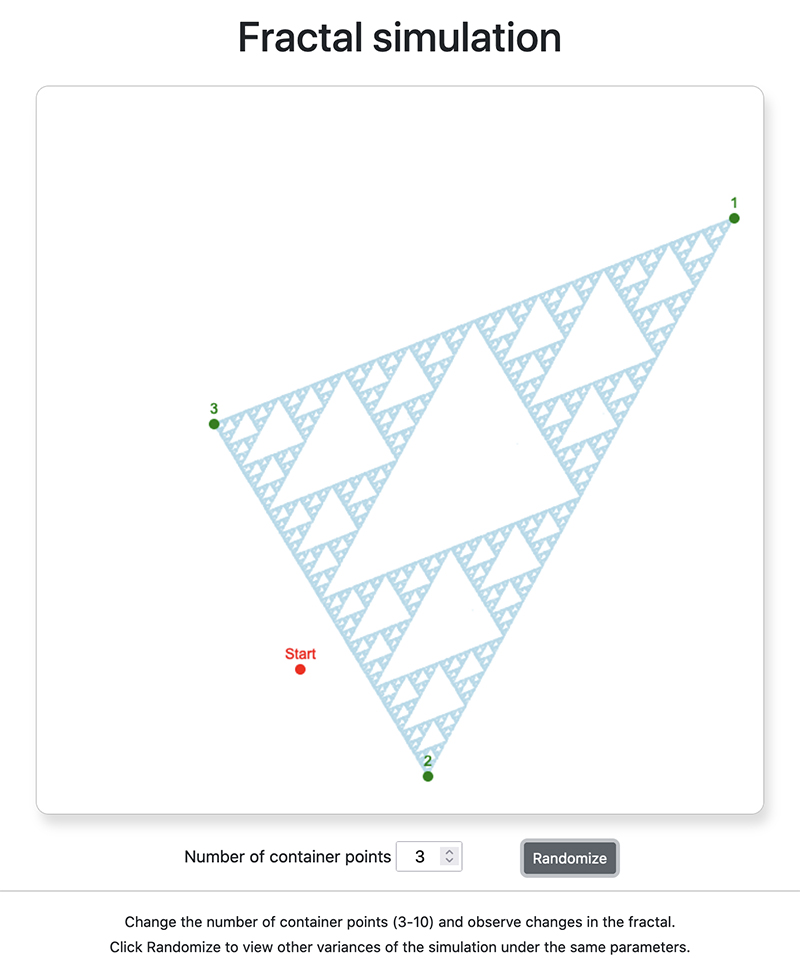 Fractal simulation
1
3
Start
2
Number of container points 3 Randomize
Change the number of container points (3-10) and observe changes in the fractal.
Click Randomize to view other variances of the simulation under the same parameters.